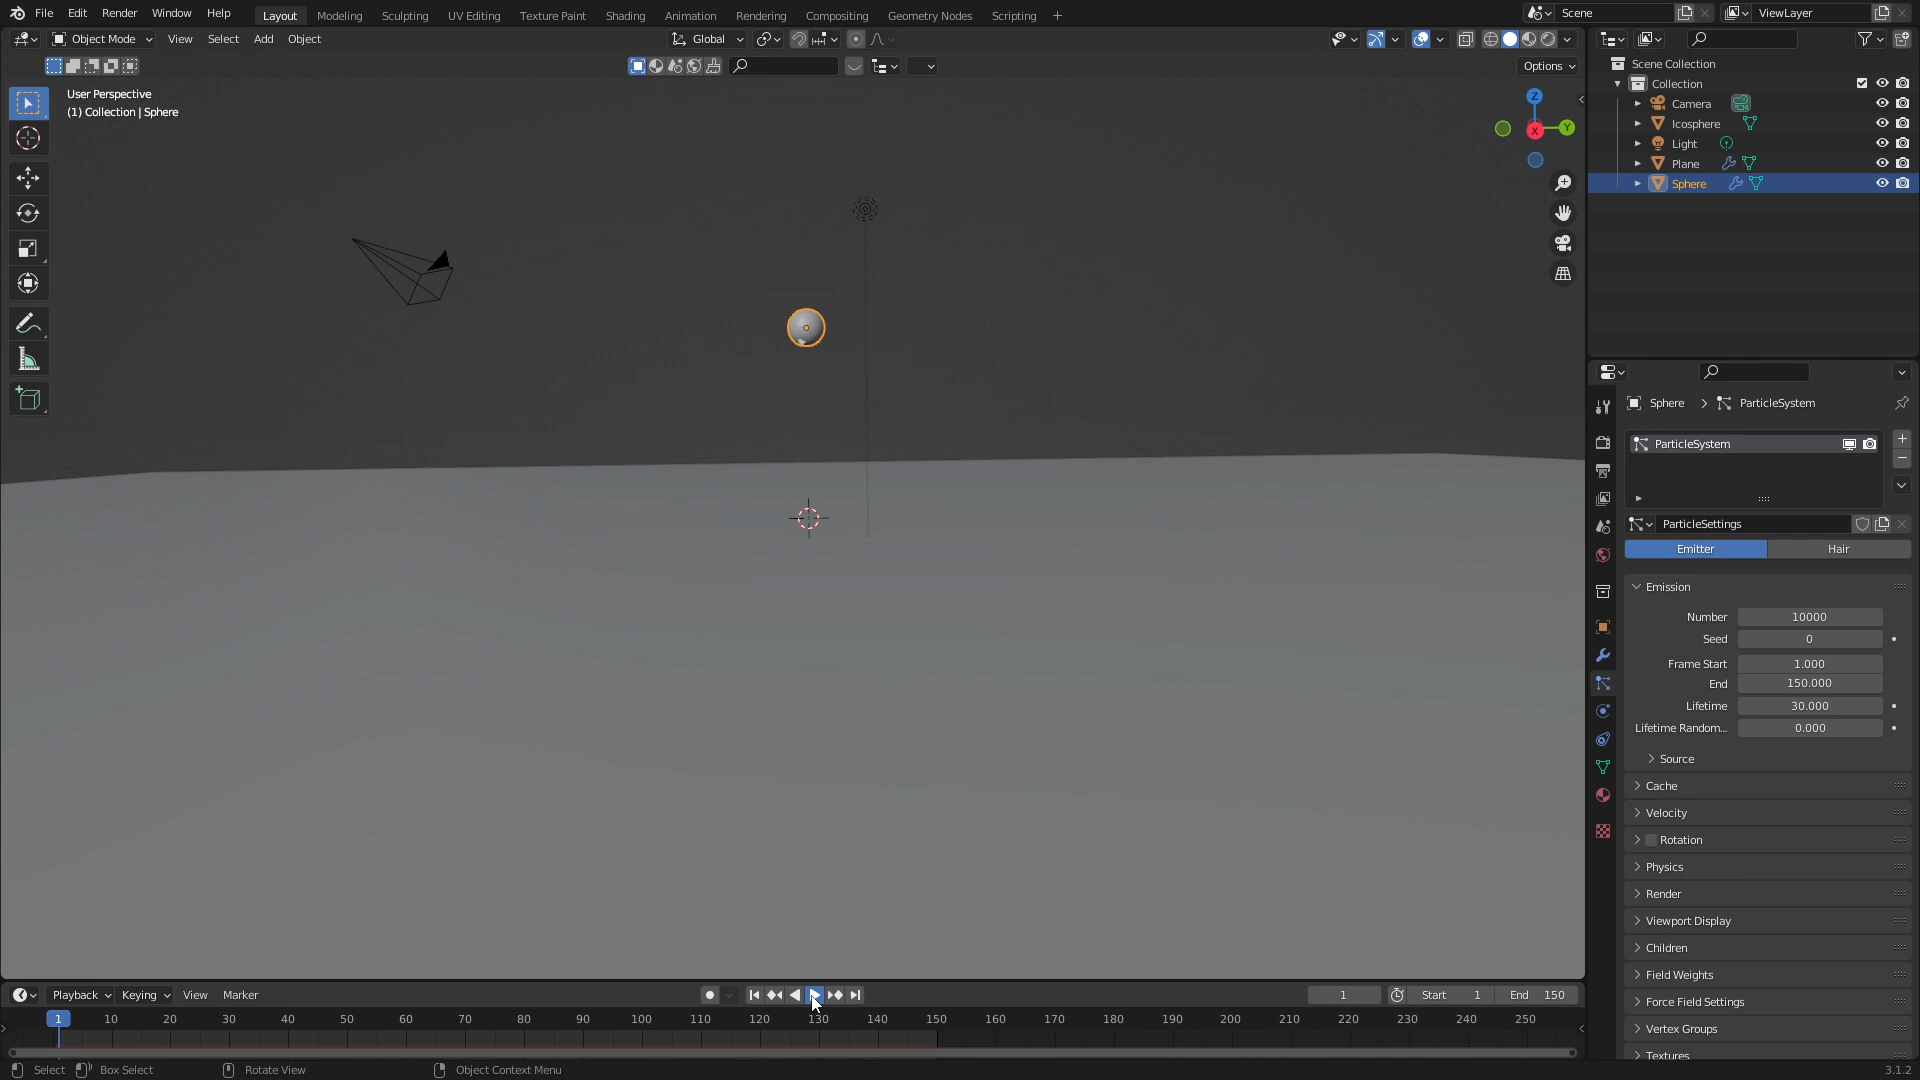 File Edit Render Window Help
Layout Modeling Sculpting UV Editing Texture Paint Shading Animation Rendering Compositing Geometry Nodes Scripting +
Scene
ViewLayer
Object Mode View Select Add Object
Global
Options
User Perspective
(1) Collection | Sphere
Z
Y
X
Scene Collection
Collection
Camera
Icosphere
Light
Plane
Sphere
Sphere > ParticleSystem
ParticleSystem
ParticleSettings
Emitter Hair
Emission
Number 10000
Seed 0
Frame Start 1.000
End 150.000
Lifetime 30.000
Lifetime Random... 0.000
Source
Cache
Velocity
Rotation
Physics
Render
Viewport Display
Children
Field Weights
Force Field Settings
Vertex Groups
Textures
Playback Keying View Marker
1 Start 1 End 150
1 10 20 30 40 50 60 70 80 90 100 110 120 130 140 150 160 170 180 190 200 210 220 230 240 250
Select Box Select Rotate View Object Context Menu
3.1.2